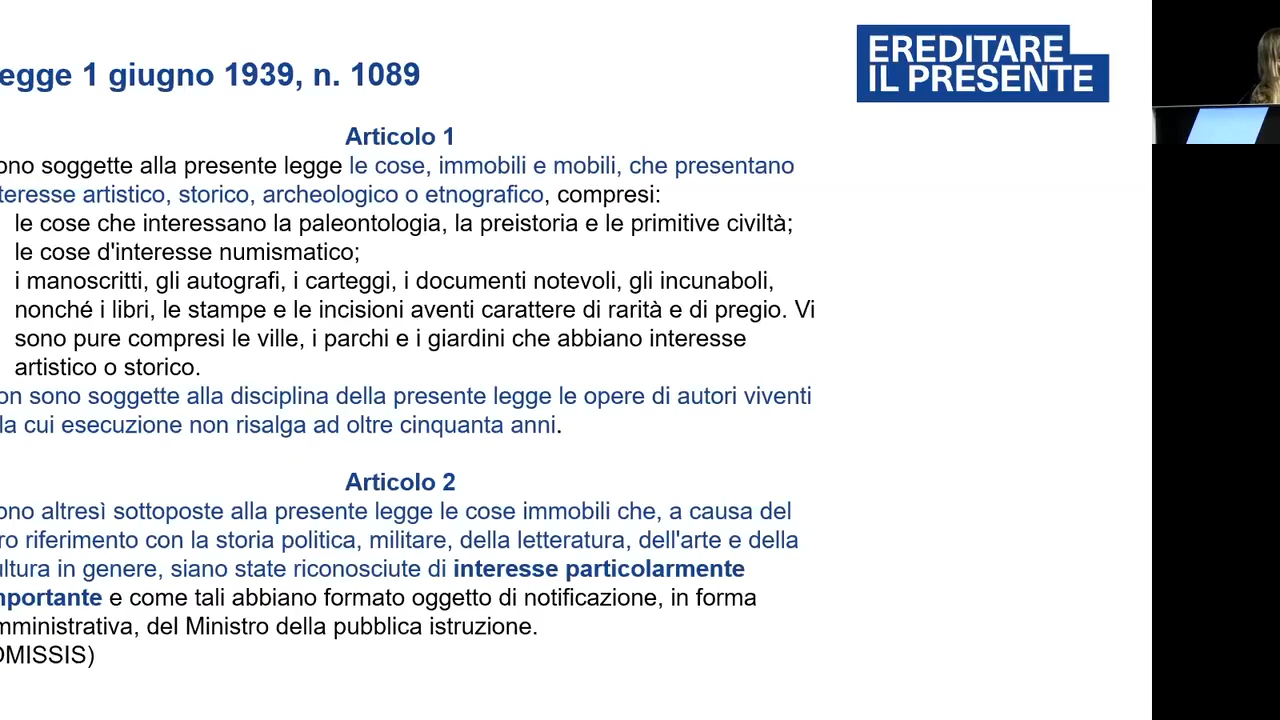 EREDITARE
IL PRESENTE
egge 1 giugno 1939, n. 1089
Articolo 1
ono soggette alla presente legge le cose, immobili e mobili, che presentano
teresse artistico, storico, archeologico o etnografico, compresi:
le cose che interessano la paleontologia, la preistoria e le primitive civiltà;
le cose d'interesse numismatico;
i manoscritti, gli autografi, i carteggi, i documenti notevoli, gli incunaboli,
nonché i libri, le stampe e le incisioni aventi carattere di rarità e di pregio. Vi
sono pure compresi le ville, i parchi e i giardini che abbiano interesse
artistico o storico.
on sono soggette alla disciplina della presente legge le opere di autori viventi
la cui esecuzione non risalga ad oltre cinquanta anni.
Articolo 2
ono altresì sottoposte alla presente legge le cose immobili che, a causa del
ro riferimento con la storia politica, militare, della letteratura, dell'arte e della
ltura in genere, siano state riconosciute di interesse particolarmente
mportante e come tali abbiano formato oggetto di notificazione, in forma
mministrativa, del Ministro della pubblica istruzione.
OMISSIS)